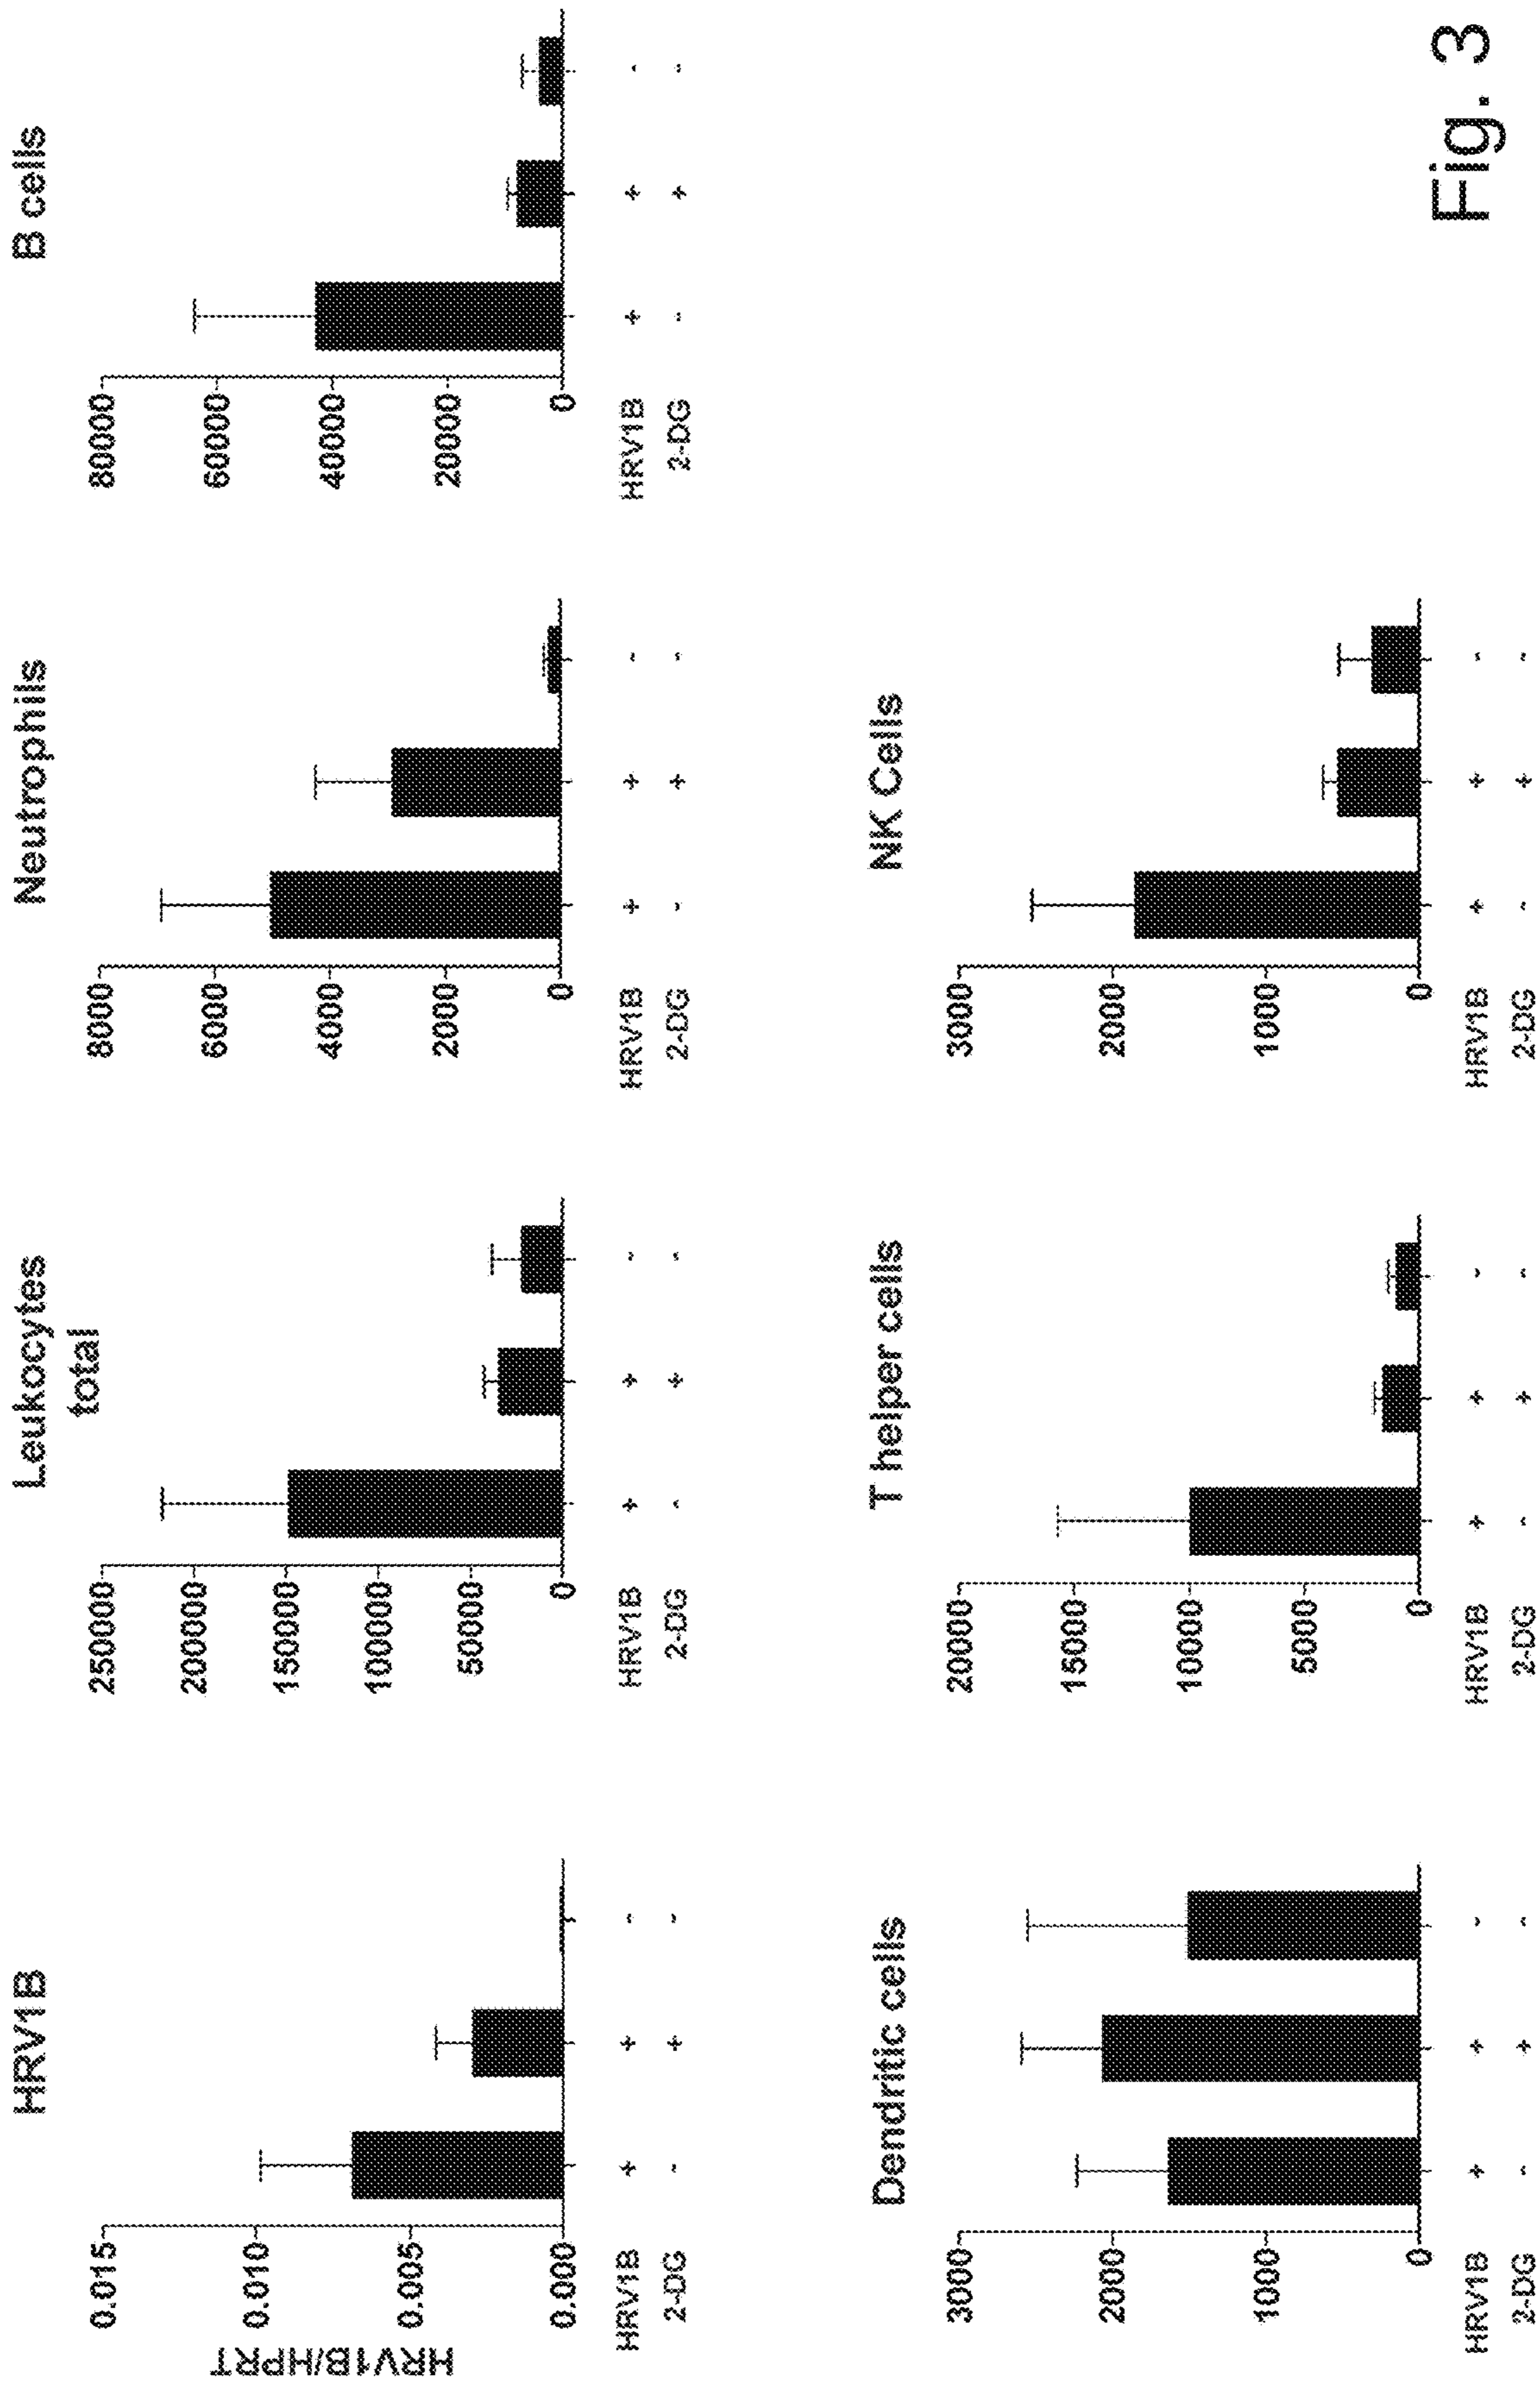 HRV1B
HRV1B/HPRT
0.015
0.010
0.005
0.000
HRV1B + + -
2-DG - + -
Leukocytes
total
250000
200000
150000
100000
50000
0
HRV1B + + -
2-DG - + -
Neutrophils
8000
6000
4000
2000
0
HRV1B + + -
2-DG - + -
B cells
80000
60000
40000
20000
0
HRV1B + + -
2-DG - + -
Dendritic cells
3000
2000
1000
0
HRV1B + + -
2-DG - + -
T helper cells
20000
15000
10000
5000
0
HRV1B + + -
2-DG - + -
NK Cells
3000
2000
1000
0
HRV1B + + -
2-DG - + -
Fig. 3